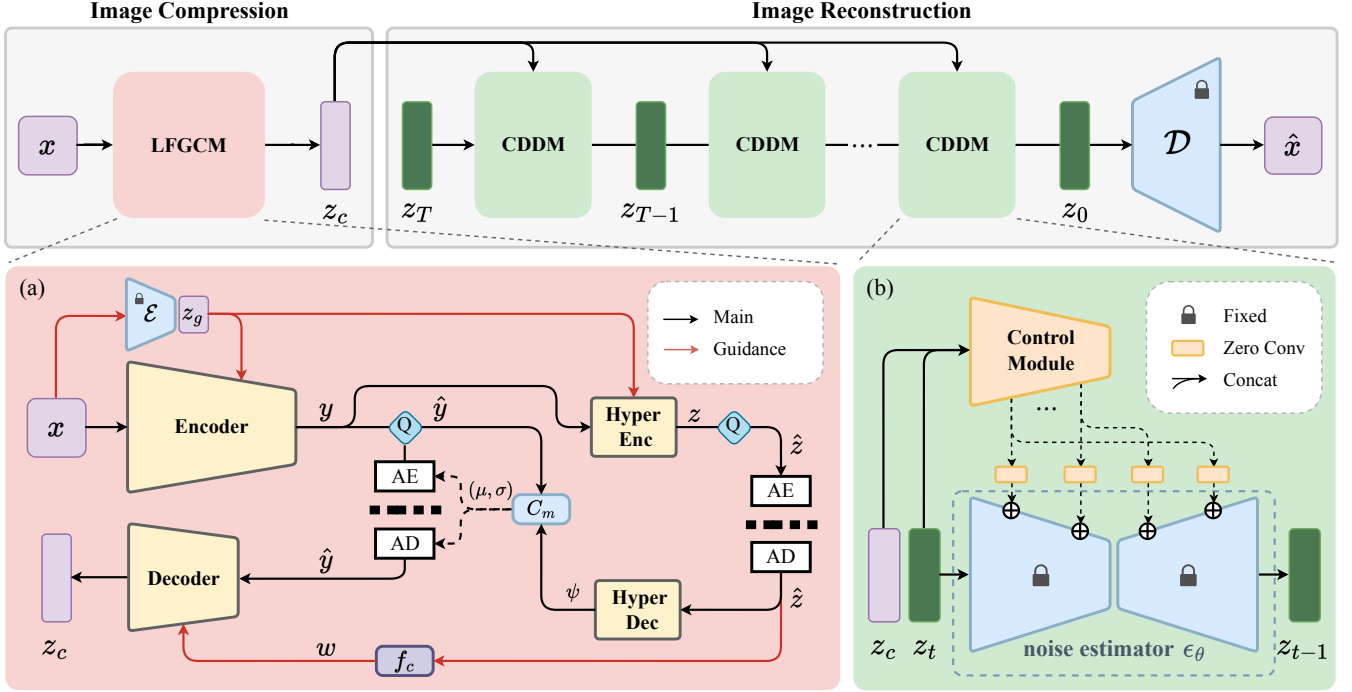 Image Compression
Image Reconstruction
x
LFGCM
z_c
z_T
CDDM
z_{T-1}
CDDM
...
CDDM
z_0
𝒟
x̂
(a)
ℰ
z_g
Main
Guidance
x
Encoder
y
ŷ
Q
Hyper
Enc
z
Q
ẑ
AE
(μ, σ)
C_m
AE
AD
ŷ
AD
Decoder
ψ
Hyper
Dec
ẑ
z_c
w
f_c
(b)
Control
Module
Fixed
Zero Conv
Concat
...
z_c
z_t
noise estimator ϵ_θ
z_{t-1}